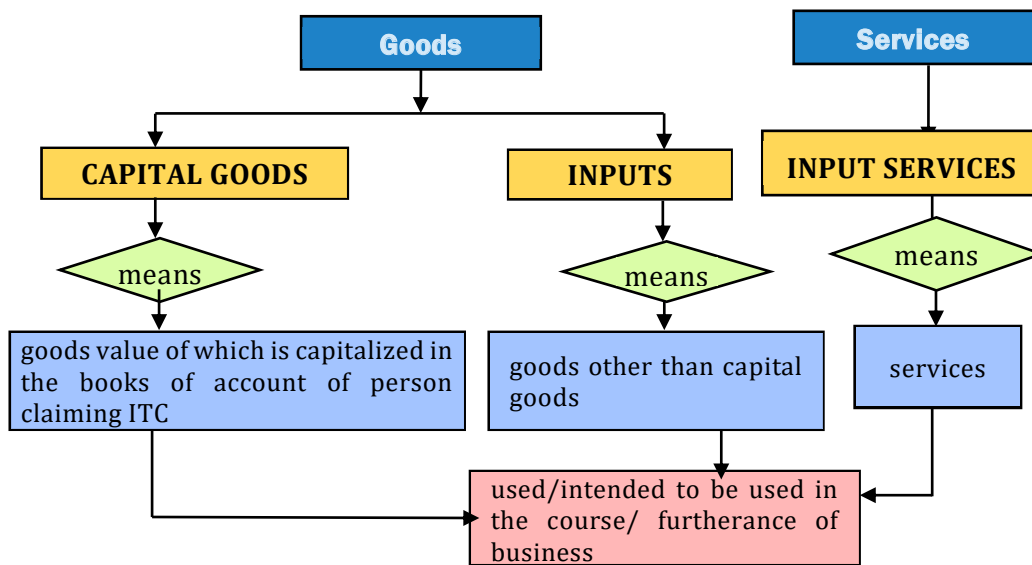 Goods
Services
CAPITAL GOODS
INPUTS
INPUT SERVICES
means
means
means
goods value of which is capitalized in
the books of account of person
claiming ITC
goods other than capital
goods
services
used/intended to be used in
the course/ furtherance of
business